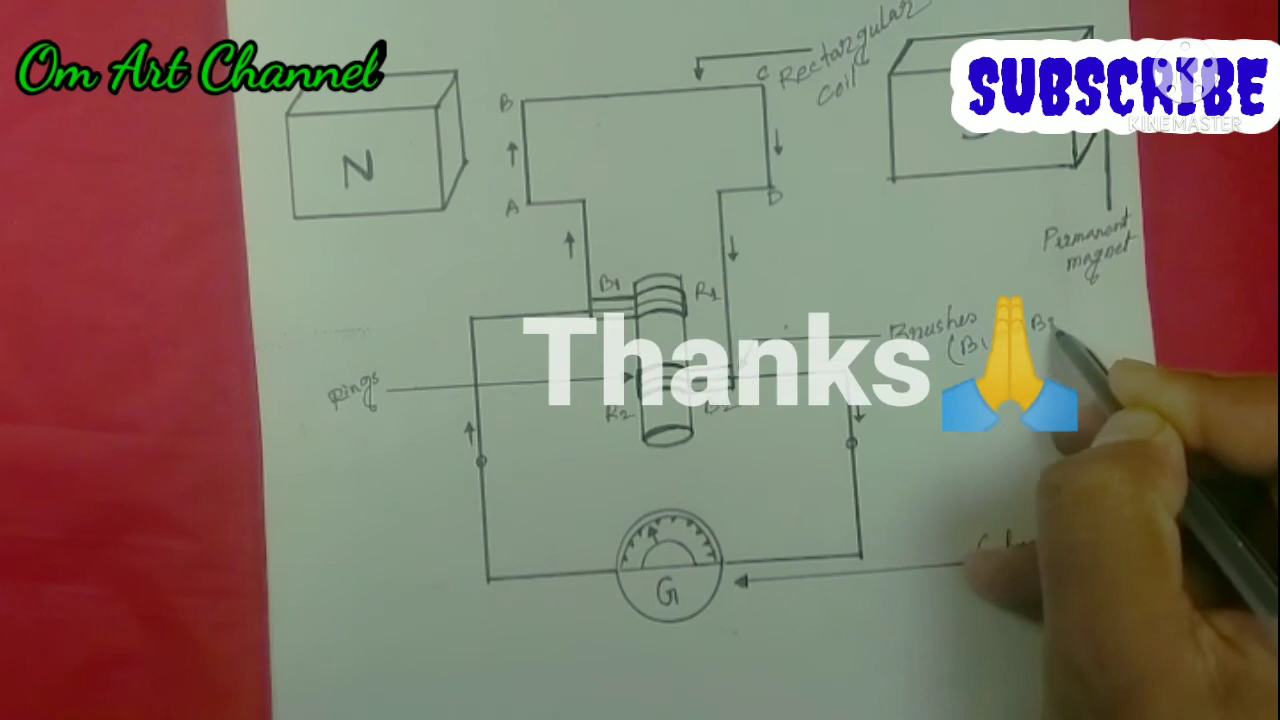 Om Art Channel
SUBSCRIBE
KINEMASTER
N
B
C
Rectangular
coil
A
D
Permanent
magnet
B1
R1
Brushes
(B1
B2
Thanks🙏
Rings
R2
B2
G